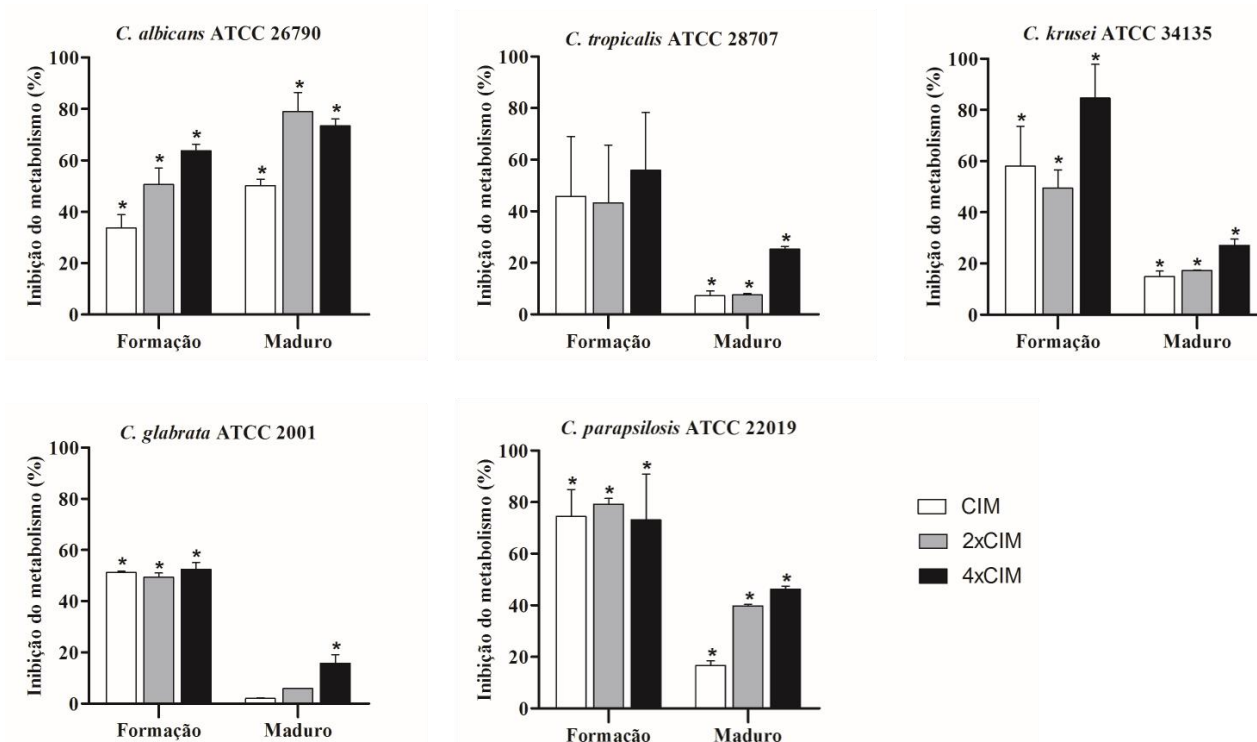 C. albicans ATCC 26790
Inibição do metabolismo (%)
100
80
60
40
20
0
* * * * * *
Formação Maduro
C. tropicalis ATCC 28707
Inibição do metabolismo (%)
100
80
60
40
20
0
* * *
Formação Maduro
C. krusei ATCC 34135
Inibição do metabolismo (%)
100
80
60
40
20
0
* * * * * *
Formação Maduro
C. glabrata ATCC 2001
Inibição do metabolismo (%)
100
80
60
40
20
0
* * * *
Formação Maduro
C. parapsilosis ATCC 22019
Inibição do metabolismo (%)
100
80
60
40
20
0
* * * * * *
Formação Maduro
CIM
2xCIM
4xCIM